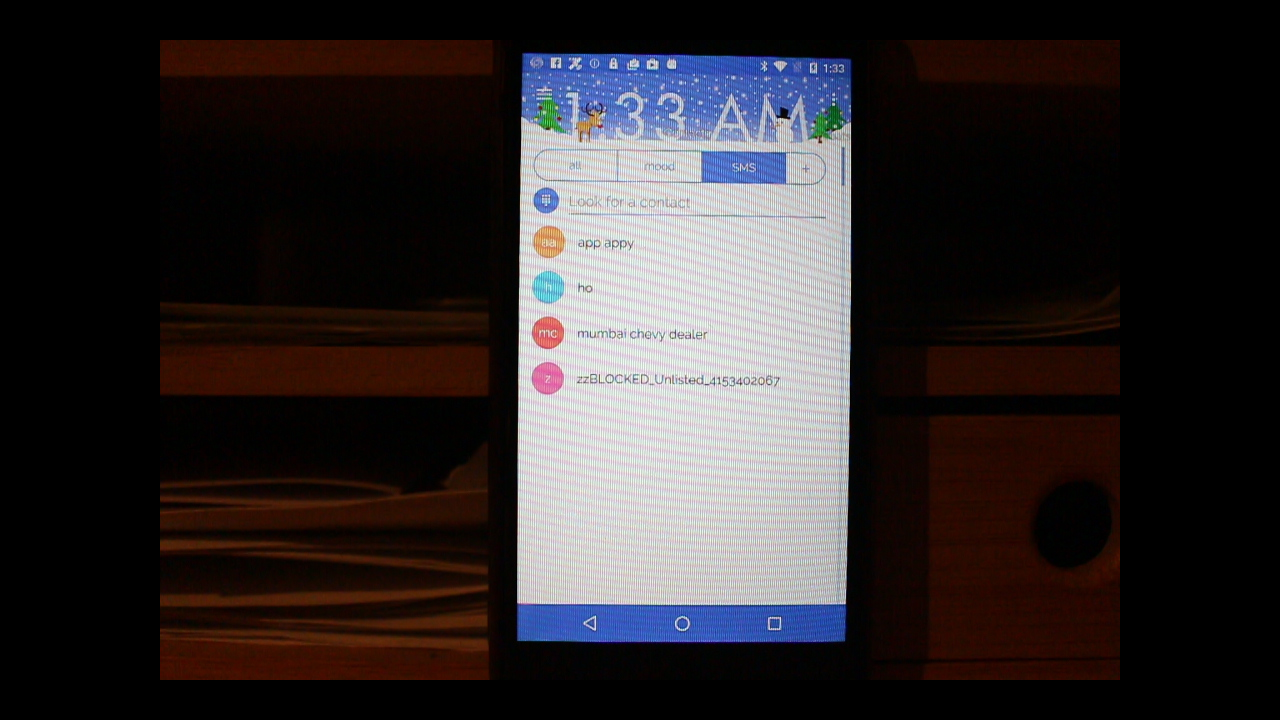 1:33
1:33 AM
all
mood
SMS
+
Look for a contact
aa
app appy
h
ho
mc
mumbai chevy dealer
z
zzBLOCKED_Unlisted_4153402067